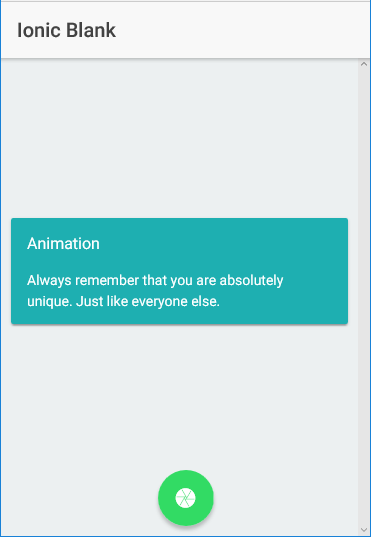 Ionic Blank
Animation
Always remember that you are absolutely
unique. Just like everyone else.